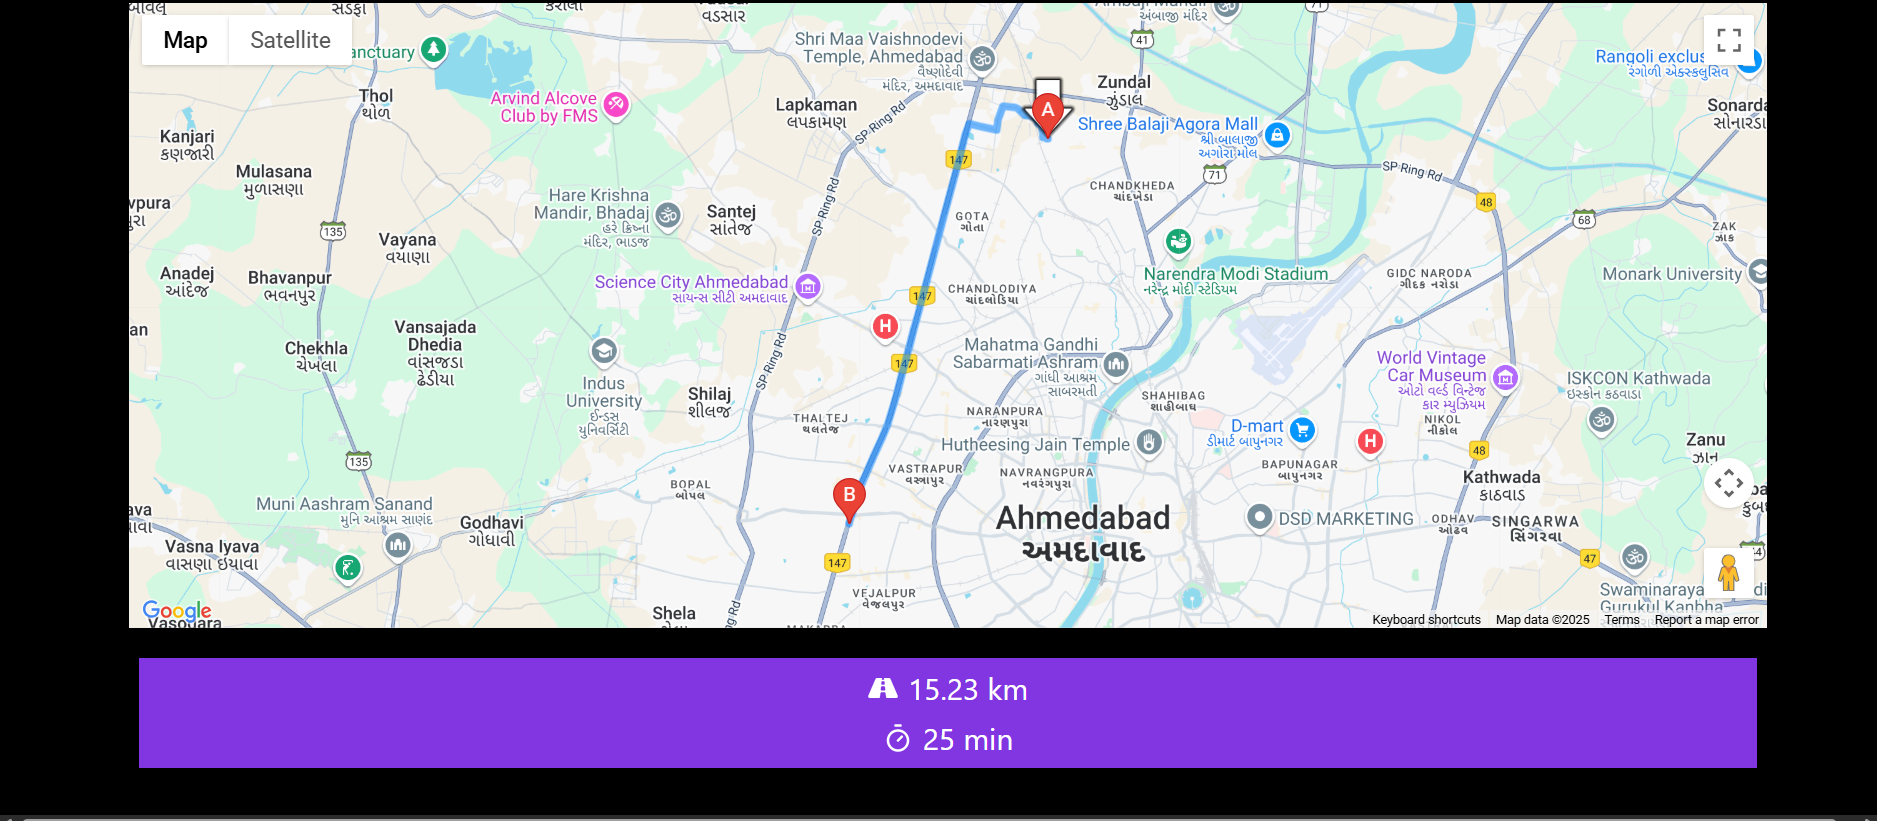 Map
Satellite
વડસાર
અંબાજી મંદિર
41
71
Shri Maa Vaishnodevi
Temple, Ahmedabad
વૈષ્ણોદેવી
મંદિર, અમદાવાદ
Rangoli exclus
રંગોળી એક્સ્ક્લુસિવ
anctuary
Thol
થોળ
Arvind Alcove
Club by FMS
Lapkaman
લપકામણ
SP Ring Rd
A
Zundal
ઝુંડાલ
Shree Balaji Agora Mall
શ્રી બાલાજી
અગોરા મોલ
Sonarda
સોનારડા
Kanjari
કણજારી
Mulasana
મુળાસણા
147
CHANDKHEDA
ચાંદખેડા
71
SP Ring Rd
Hare Krishna
Mandir, Bhadaj
હરે ક્રિષ્ના
મંદિર, ભાડજ
Santej
સાંતેજ
SP Ring Rd
GOTA
ગોતા
48
68
ZAK
ઝાક
vpura
પુરા
135
Vayana
વયાણા
Narendra Modi Stadium
નરેન્દ્ર મોદી સ્ટેડિયમ
GIDC NARODA
ગીદક નરોડા
Monark University
Anadej
આંદેજ
Bhavanpur
ભવનપુર
Science City Ahmedabad
સાયન્સ સીટી અમદાવાદ
147
CHANDLODIYA
ચાંદલોડિયા
an
Vansajada
Dhedia
વાંસજડા
ઢેડીયા
H
Chekhla
ચેખલા
Indus
University
ઈન્ડસ
યુનિવર્સિટી
SP Ring Rd
147
Mahatma Gandhi
Sabarmati Ashram
ગાંધી આશ્રમ
સાબરમતી
World Vintage
Car Museum
ઓટો વર્લ્ડ વિન્ટેજ
કાર મ્યુઝિયમ
ISKCON Kathwada
ઇસ્કોન કઠવાડા
Shilaj
શીલજ
THALTEJ
થલતેજ
NARANPURA
નારણપુરા
SHAHIBAG
શાહીબાઘ
D-mart
ડીમાર્ટ બાપુનગર
H
NIKOL
નીકોલ
Hutheesing Jain Temple
Zanu
ઝાનુ
135
BOPAL
બોપલ
VASTRAPUR
વસ્ત્રાપુર
NAVRANGPURA
નવરંગપુરા
BAPUNAGAR
બાપુનગર
48
Kathwada
કાઠવાડ
B
Muni Aashram Sanand
મુનિ આશ્રમ સાણંદ
Godhavi
ગોધાવી
Ahmedabad
અમદાવાદ
DSD MARKETING
ODHAV
ઓઢવ
SINGARWA
સિંગરવા
ava
Vasna Iyava
વાસણા ઇયાવા
147
47
VEJALPUR
વેજલપુર
Shela
Swaminaraya
Gurukul Kanbha
Google
Vasodara
Keyboard shortcuts
Map data ©2025
Terms
Report a map error
15.23 km
25 min